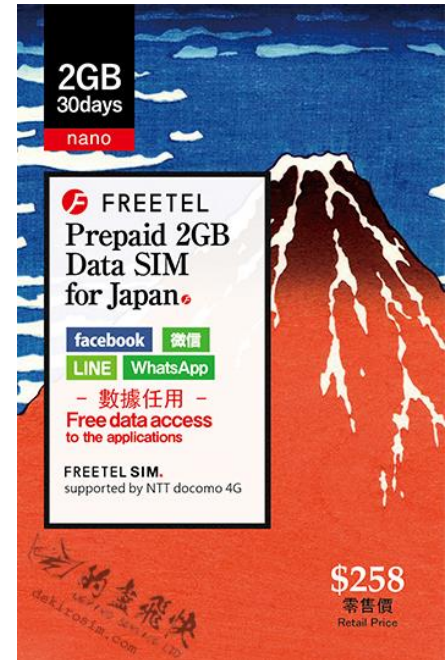 2GB
30days
nano
FREETEL
Prepaid 2GB
Data SIM
for Japan
facebook 微信
LINE WhatsApp
- 數據任用 -
Free data access
to the applications
FREETEL SIM.
supported by NTT docomo 4G
$258
零售價
Retail Price
dekirosim.com